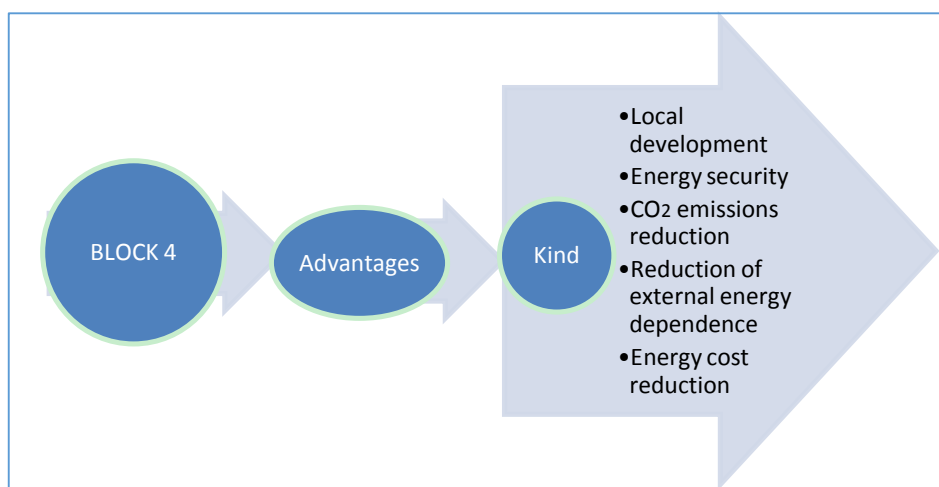 BLOCK 4
Advantages
Kind
•Local
development
•Energy security
•CO2 emissions
reduction
•Reduction of
external energy
dependence
•Energy cost
reduction